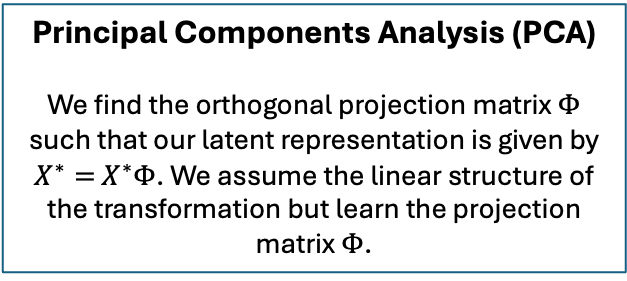 Principal Components Analysis (PCA)
We find the orthogonal projection matrix Φ
such that our latent representation is given by
X* = X*Φ. We assume the linear structure of
the transformation but learn the projection
matrix Φ.